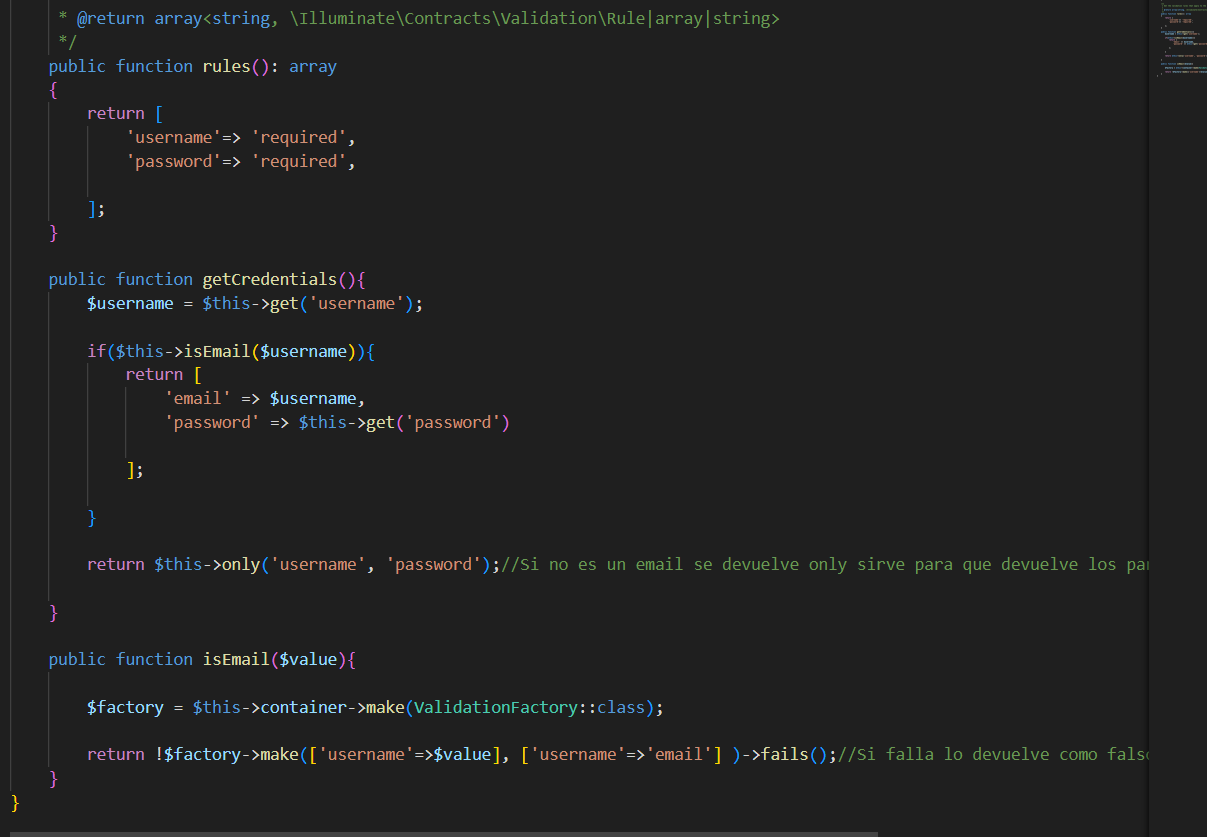 * @return array<string, \Illuminate\Contracts\Validation\Rule|array|string>
*/
public function rules(): array
{
return [
'username'=> 'required',
'password'=> 'required',
];
}
public function getCredentials(){
$username = $this->get('username');
if($this->isEmail($username)){
return [
'email' => $username,
'password' => $this->get('password')
];
}
return $this->only('username', 'password');//Si no es un email se devuelve only sirve para que devuelve los
}
public function isEmail($value){
$factory = $this->container->make(ValidationFactory::class);
return !$factory->make(['username'=>$value], ['username'=>'email'] )->fails();//Si falla lo devuelve como
}
}